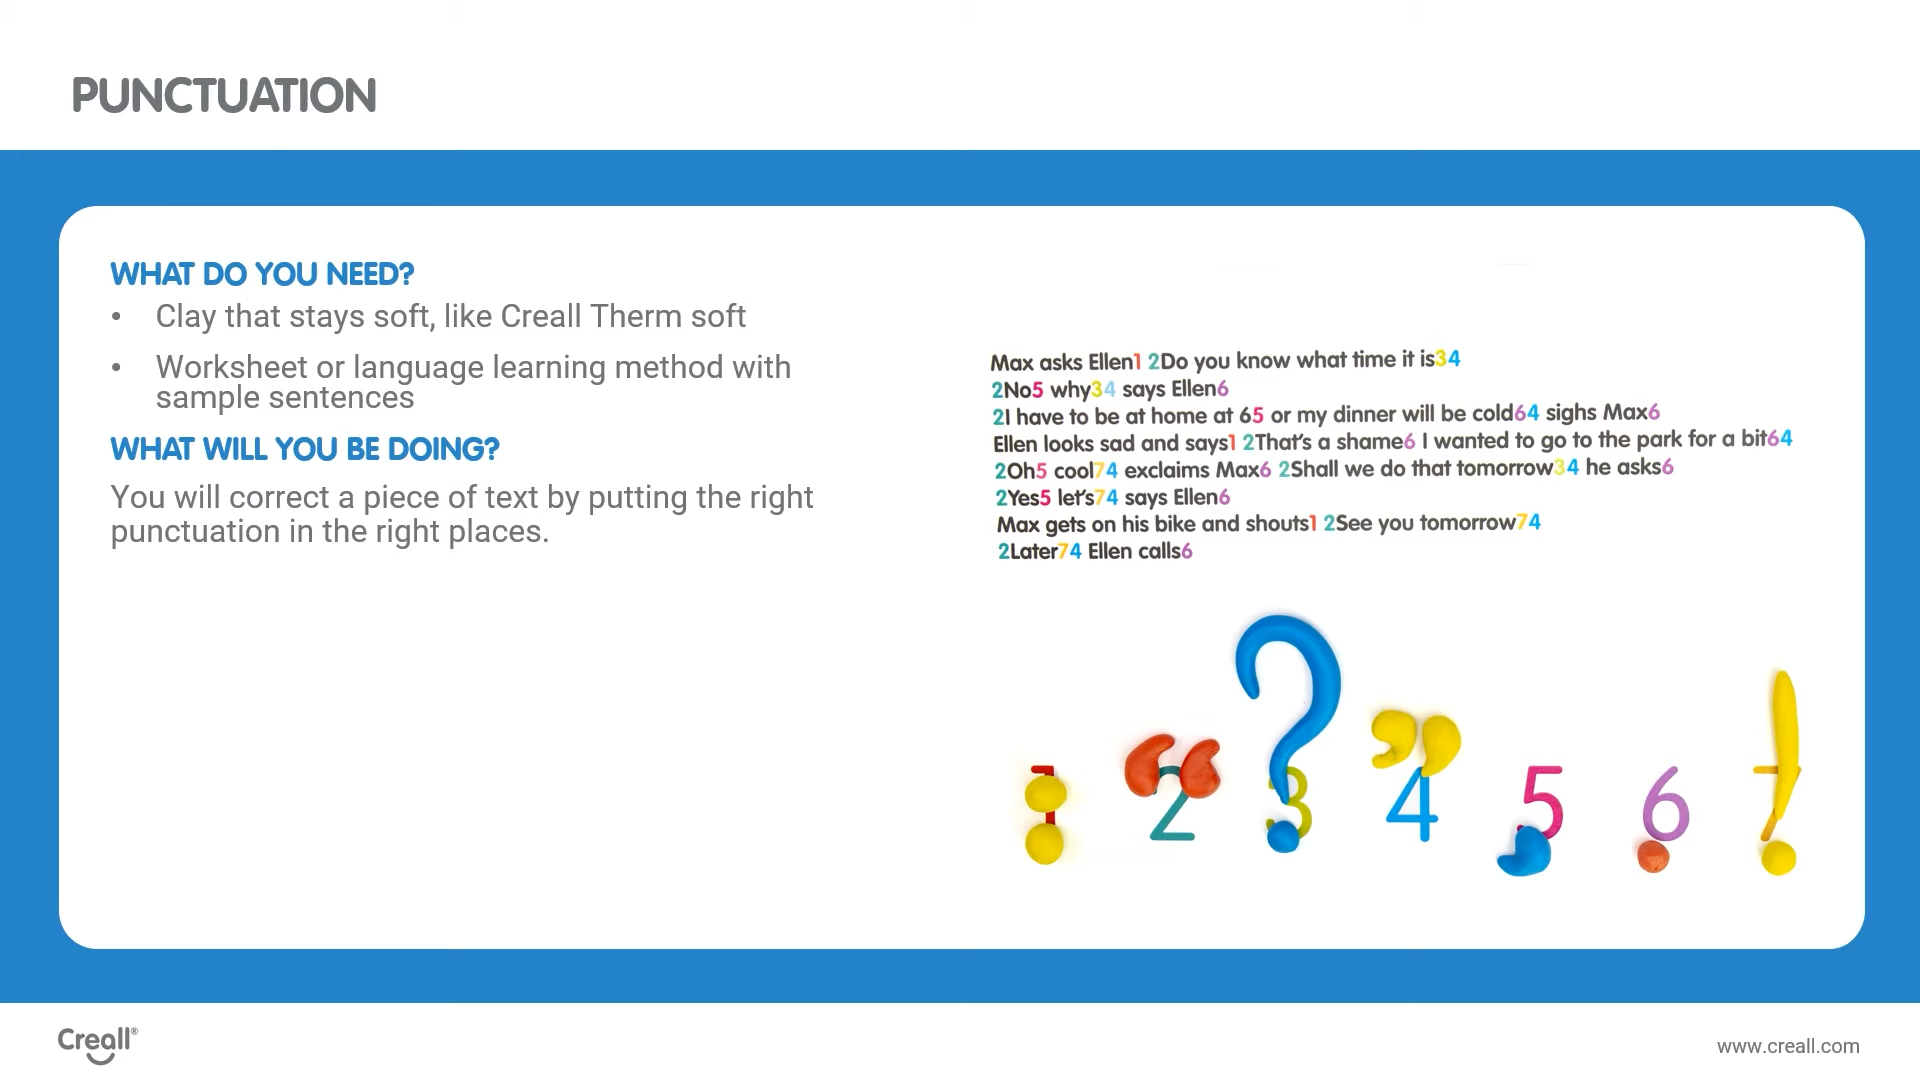 PUNCTUATION
WHAT DO YOU NEED?
• Clay that stays soft, like Creall Therm soft
• Worksheet or language learning method with
sample sentences
WHAT WILL YOU BE DOING?
You will correct a piece of text by putting the right
punctuation in the right places.
Max asks Ellen1 2Do you know what time it is34
2No5 why34 says Ellen6
2I have to be at home at 65 or my dinner will be cold64 sighs Max6
Ellen looks sad and says1 2That's a shame6 I wanted to go to the park for a bit64
2Oh5 cool74 exclaims Max6 2Shall we do that tomorrow34 he asks6
2Yes5 let's74 says Ellen6
Max gets on his bike and shouts1 2See you tomorrow74
2Later74 Ellen calls6
: “ ? ” , . !
1 2 3 4 5 6 7
Creall®
www.creall.com